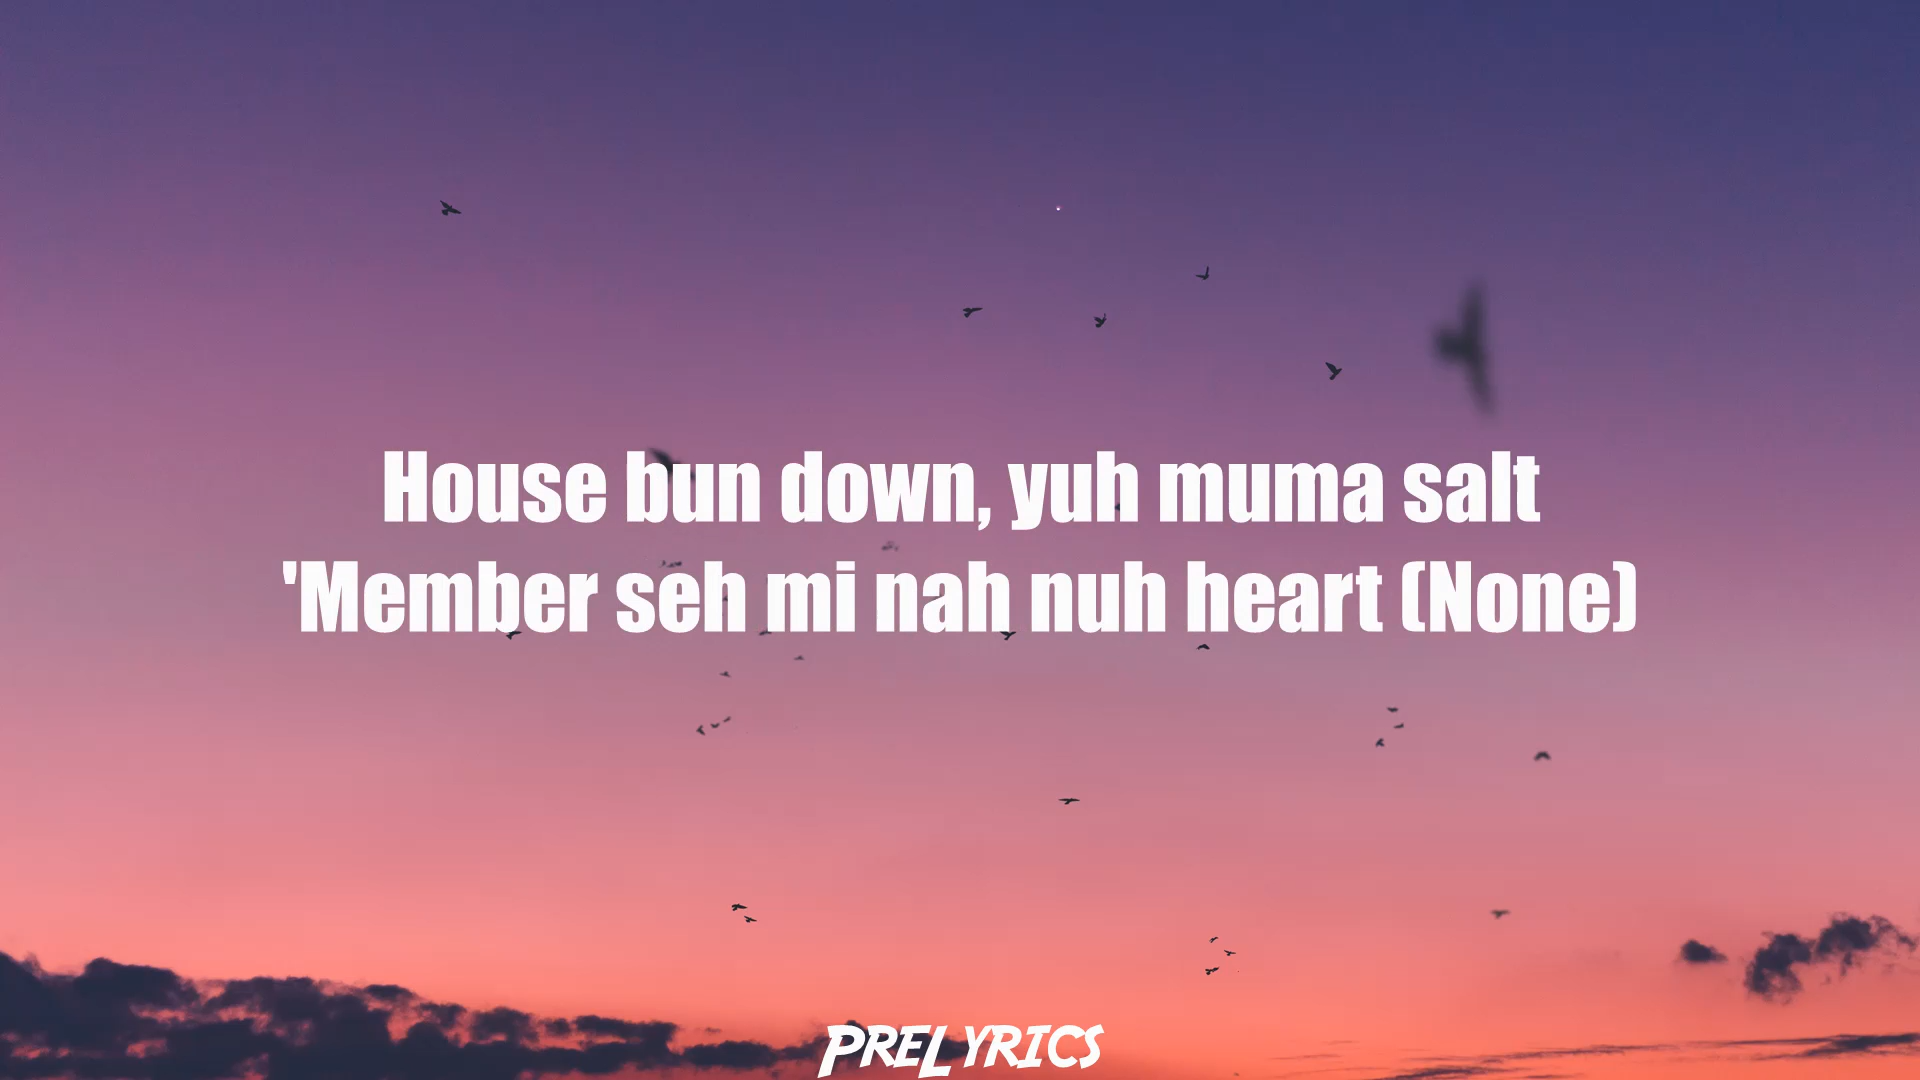 House bun down, yuh muma salt
'Member seh mi nah nuh heart (None)
PRELYRICS